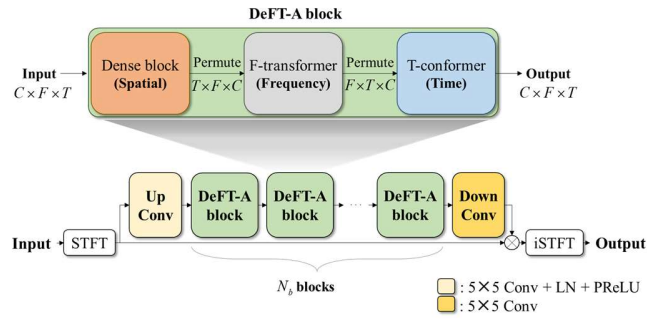 DeFT-A block
Input
C × F × T
Dense block
(Spatial)
Permute
T × F × C
F-transformer
(Frequency)
Permute
F × T × C
T-conformer
(Time)
Output
C × F × T
Input
STFT
Up
Conv
DeFT-A
block
DeFT-A
block
...
DeFT-A
block
Down
Conv
iSTFT
Output
N_b blocks
: 5×5 Conv + LN + PReLU
: 5×5 Conv